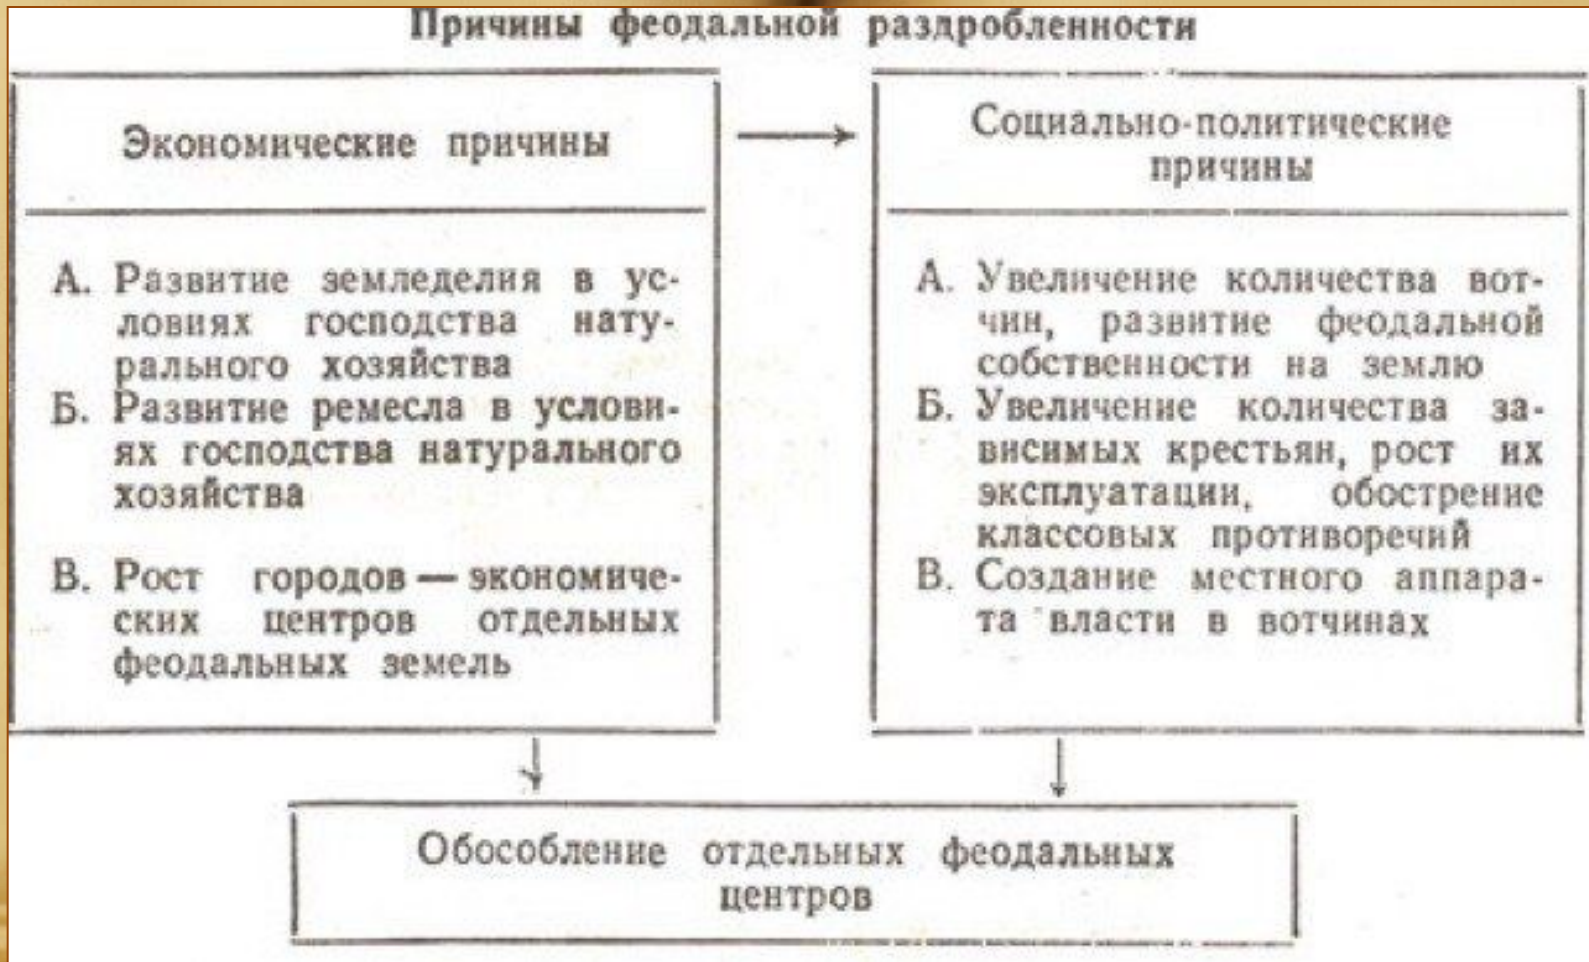 Причины феодальной раздробленности
Экономические причины
А. Развитие земледелия в ус-
ловиях господства нату-
рального хозяйства
Б. Развитие ремесла в услови-
ях господства натурального
хозяйства
В. Рост городов — экономиче-
ских центров отдельных
феодальных земель
Социально-политические
причины
А. Увеличение количества вот-
чин, развитие феодальной
собственности на землю
Б. Увеличение количества за-
висимых крестьян, рост их
эксплуатации, обострение
классовых противоречий
В. Создание местного аппара-
та власти в вотчинах
Обособление отдельных феодальных
центров